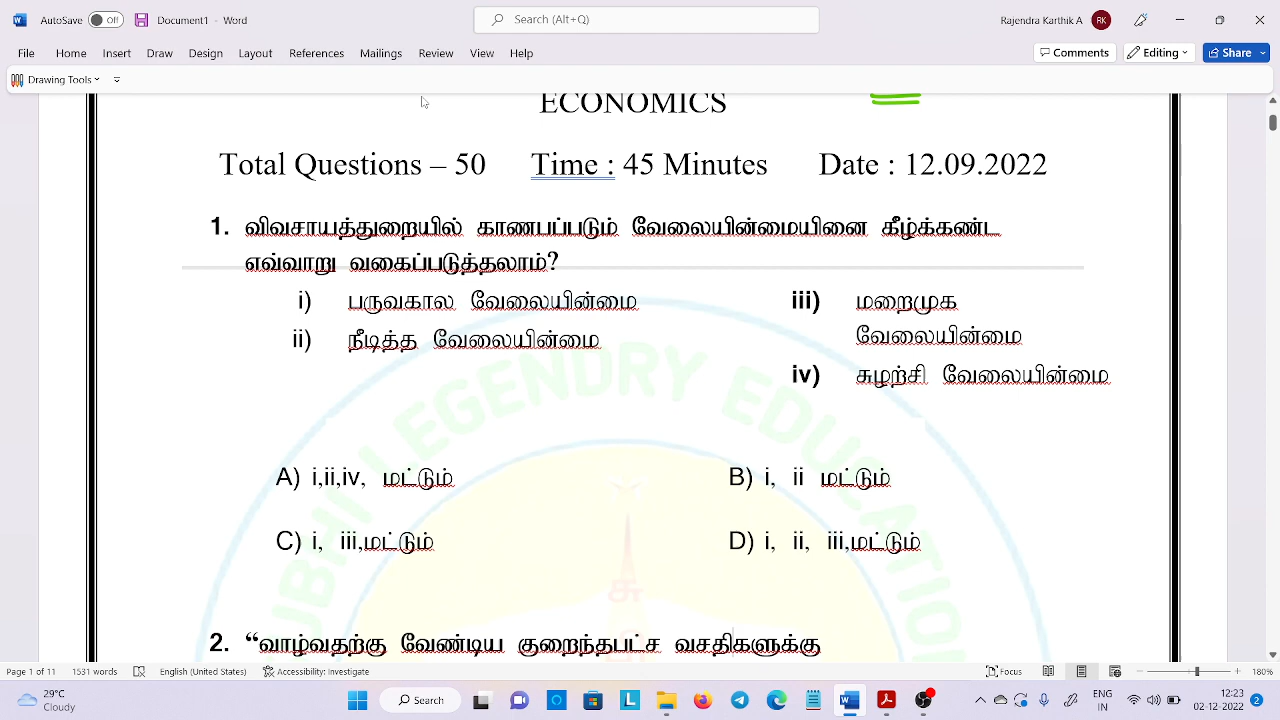 AutoSave Off Document1 - Word Search (Alt+Q) Rajendra Karthik A RK
File Home Insert Draw Design Layout References Mailings Review View Help Comments Editing Share
Drawing Tools
ECONOMICS
Total Questions – 50 Time : 45 Minutes Date : 12.09.2022
1. விவசாயத்துறையில் காணபப்படும் வேலையின்மையினை கீழ்க்கண்ட
எவ்வாறு வகைப்படுத்தலாம்?
i) பருவகால வேலையின்மை iii) மறைமுக
வேலையின்மை
ii) நீடித்த வேலையின்மை
iv) சுழற்சி வேலையின்மை
A) i,ii,iv, மட்டும் B) i, ii மட்டும்
C) i, iii,மட்டும் D) i, ii, iii,மட்டும்
2. “வாழ்வதற்கு வேண்டிய குறைந்தபட்ச வசதிகளுக்கு
LEGENDRY EDUCATION
Page 1 of 11 1531 words English (United States) Accessibility: Investigate Focus 180%
29°C
Cloudy
Search
ENG
IN
12:23
02-12-2022